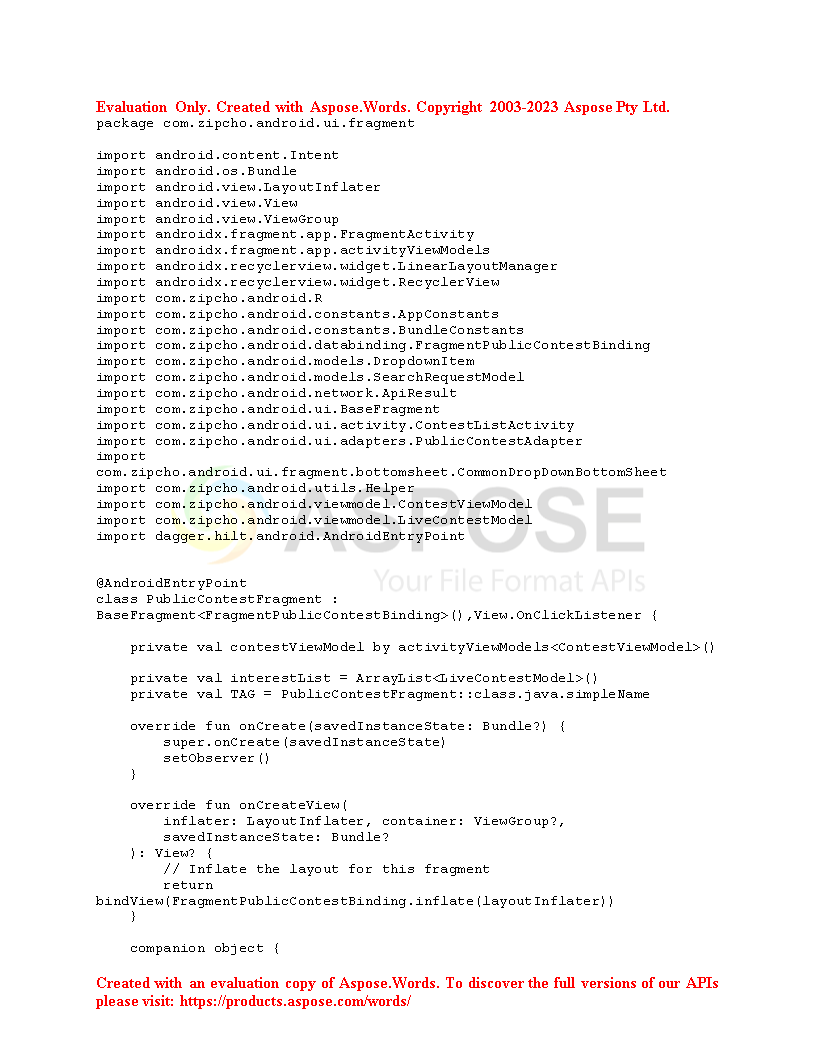 Evaluation Only. Created with Aspose.Words. Copyright 2003-2023 Aspose Pty Ltd.
package com.zipcho.android.ui.fragment

import android.content.Intent
import android.os.Bundle
import android.view.LayoutInflater
import android.view.View
import android.view.ViewGroup
import androidx.fragment.app.FragmentActivity
import androidx.fragment.app.activityViewModels
import androidx.recyclerview.widget.LinearLayoutManager
import androidx.recyclerview.widget.RecyclerView
import com.zipcho.android.R
import com.zipcho.android.constants.AppConstants
import com.zipcho.android.constants.BundleConstants
import com.zipcho.android.databinding.FragmentPublicContestBinding
import com.zipcho.android.models.DropdownItem
import com.zipcho.android.models.SearchRequestModel
import com.zipcho.android.network.ApiResult
import com.zipcho.android.ui.BaseFragment
import com.zipcho.android.ui.activity.ContestListActivity
import com.zipcho.android.ui.adapters.PublicContestAdapter
import
com.zipcho.android.ui.fragment.bottomsheet.CommonDropDownBottomSheet
import com.zipcho.android.utils.Helper
import com.zipcho.android.viewmodel.ContestViewModel
import com.zipcho.android.viewmodel.LiveContestModel
import dagger.hilt.android.AndroidEntryPoint
ASPOSE
Your File Format APIs

@AndroidEntryPoint
class PublicContestFragment :
BaseFragment<FragmentPublicContestBinding>(),View.OnClickListener {

    private val contestViewModel by activityViewModels<ContestViewModel>()

    private val interestList = ArrayList<LiveContestModel>()
    private val TAG = PublicContestFragment::class.java.simpleName

    override fun onCreate(savedInstanceState: Bundle?) {
        super.onCreate(savedInstanceState)
        setObserver()
    }

    override fun onCreateView(
        inflater: LayoutInflater, container: ViewGroup?,
        savedInstanceState: Bundle?
    ): View? {
        // Inflate the layout for this fragment
        return
bindView(FragmentPublicContestBinding.inflate(layoutInflater))
    }

    companion object {

Created with an evaluation copy of Aspose.Words. To discover the full versions of our APIs
please visit: https://products.aspose.com/words/